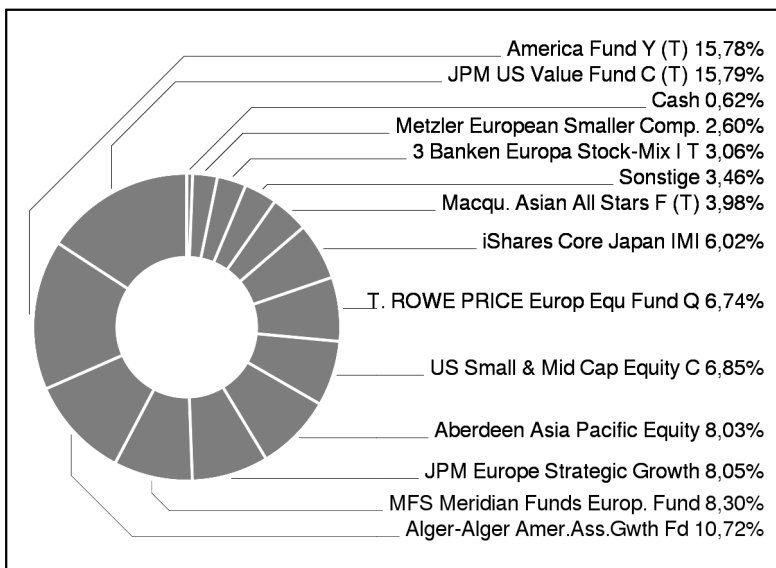 America Fund Y (T) 15,78%
JPM US Value Fund C (T) 15,79%
Cash 0,62%
Metzler European Smaller Comp. 2,60%
3 Banken Europa Stock-Mix I T 3,06%
Sonstige 3,46%
Macqu. Asian All Stars F (T) 3,98%
iShares Core Japan IMI 6,02%
T. ROWE PRICE Europ Equ Fund Q 6,74%
US Small & Mid Cap Equity C 6,85%
Aberdeen Asia Pacific Equity 8,03%
JPM Europe Strategic Growth 8,05%
MFS Meridian Funds Europ. Fund 8,30%
Alger-Alger Amer.Ass.Gwth Fd 10,72%